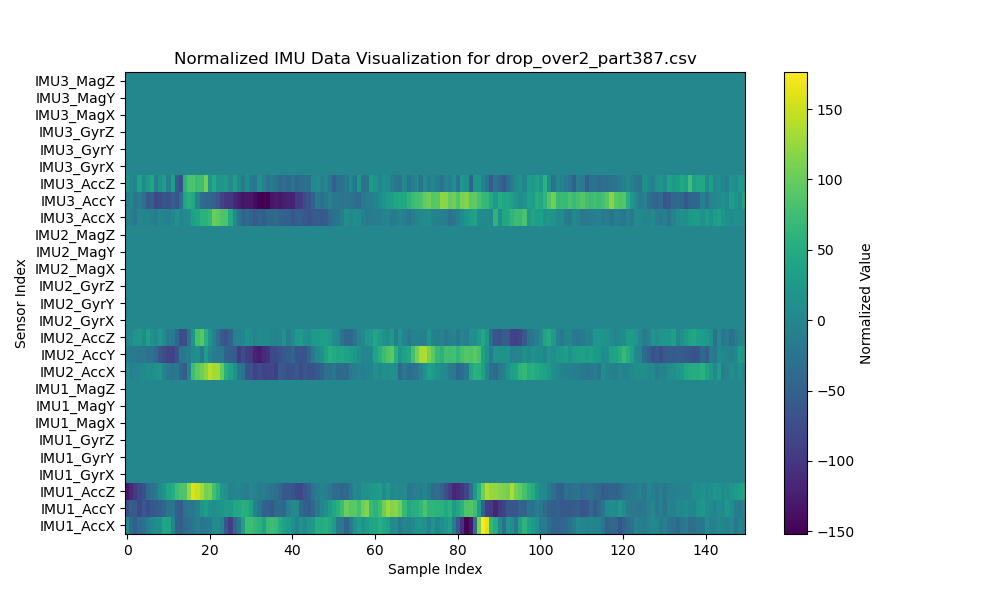 Normalized IMU Data Visualization for drop_over2_part387.csv
Sensor Index
IMU3_MagZ
IMU3_MagY
IMU3_MagX
IMU3_GyrZ
IMU3_GyrY
IMU3_GyrX
IMU3_AccZ
IMU3_AccY
IMU3_AccX
IMU2_MagZ
IMU2_MagY
IMU2_MagX
IMU2_GyrZ
IMU2_GyrY
IMU2_GyrX
IMU2_AccZ
IMU2_AccY
IMU2_AccX
IMU1_MagZ
IMU1_MagY
IMU1_MagX
IMU1_GyrZ
IMU1_GyrY
IMU1_GyrX
IMU1_AccZ
IMU1_AccY
IMU1_AccX
0 20 40 60 80 100 120 140
Sample Index
150
100
50
0
−50
−100
−150
Normalized Value